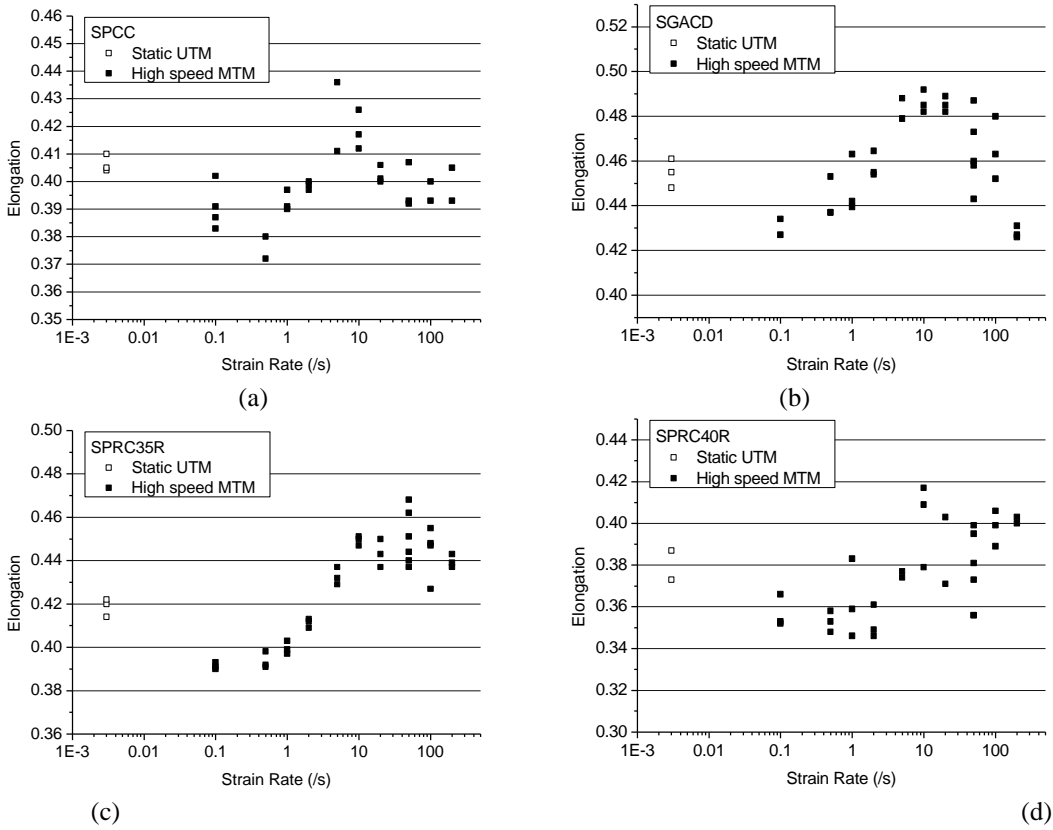 SPCC
Static UTM
High speed MTM
0.46
0.45
0.44
0.43
0.42
0.41
0.40
0.39
0.38
0.37
0.36
0.35
Elongation
1E-3 0.01 0.1 1 10 100
Strain Rate (/s)
(a)
SGACD
Static UTM
High speed MTM
0.52
0.50
0.48
0.46
0.44
0.42
0.40
Elongation
1E-3 0.01 0.1 1 10 100
Strain Rate (/s)
(b)
SPRC35R
Static UTM
High speed MTM
0.50
0.48
0.46
0.44
0.42
0.40
0.38
0.36
Elongation
1E-3 0.01 0.1 1 10 100
Strain Rate (/s)
(c)
SPRC40R
Static UTM
High speed MTM
0.44
0.42
0.40
0.38
0.36
0.34
0.32
0.30
Elongation
1E-3 0.01 0.1 1 10 100
Strain Rate (/s)
(d)